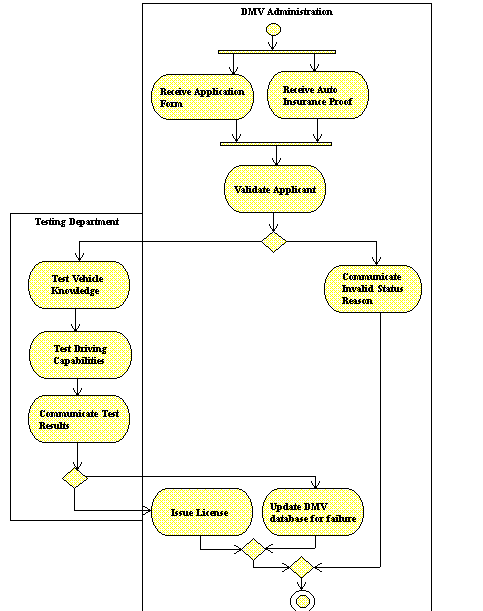 DMV Administration
Receive Application
Form
Receive Auto
Insurance Proof
Validate Applicant
Testing Department
Test Vehicle
Knowledge
Communicate
Invalid Status
Reason
Test Driving
Capabilities
Communicate Test
Results
Issue License
Update DMV
database for failure